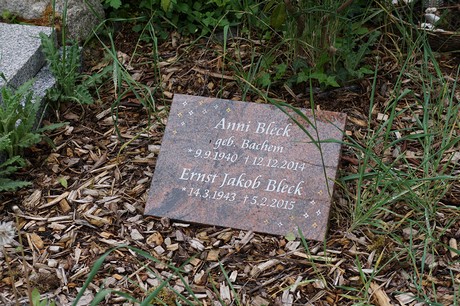 Anni Bleck
geb. Bachem
*9.9.1940 †12.12.2014
Ernst Jakob Bleck
*14.3.1943 †5.2.2015